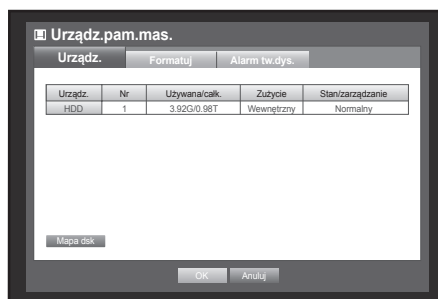 Urządz.pam.mas.
Urządz. Formatuj Alarm tw.dys.
Urządz. Nr Używana/całk. Zużycie Stan/zarządzanie
HDD 1 3.92G/0.98T Wewnętrzny Normalny
Mapa dsk
OK Anuluj